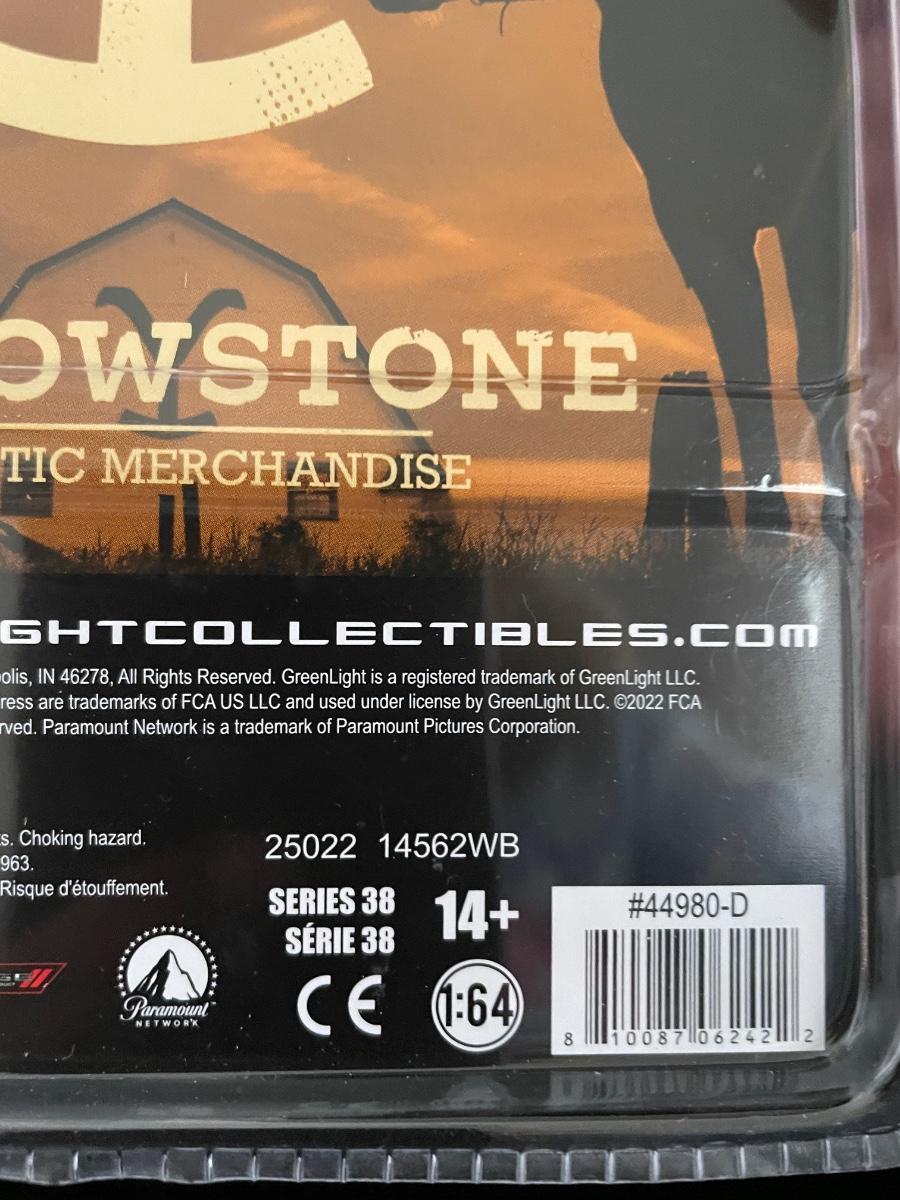 OWSTONE
TIC MERCHANDISE
GHTCOLLECTIBLES.COM
polis, IN 46278, All Rights Reserved. GreenLight is a registered trademark of GreenLight LLC.
ress are trademarks of FCA US LLC and used under license by GreenLight LLC. ©2022 FCA
rved. Paramount Network is a trademark of Paramount Pictures Corporation.
ts. Choking hazard.
963.
Risque d'étouffement.
25022 14562WB
SERIES 38
SÉRIE 38
14+
#44980-D
Paramount
NETWORK
CE
1:64
8 10087 06242 2